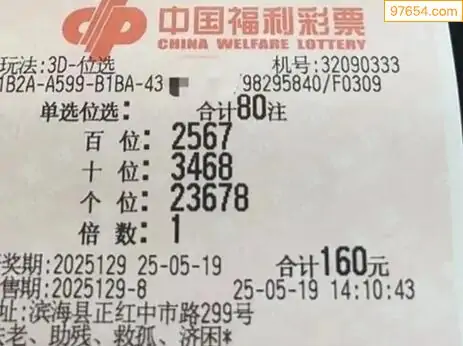 97654.com
中国福利彩票
CHINA WELFARE LOTTERY
玩法:3D-位选 机号:32090333
1B2A-A599-B1BA-43 98295840/F0309
单选位选: 合计80注
百位: 2567
十位: 3468
个位: 23678
倍数: 1
奖期:2025129 25-05-19 合计160元
售期:2025129-8 25-05-19 14:10:43
址:滨海县正红中市路299号
老、助残、救孤、济困*